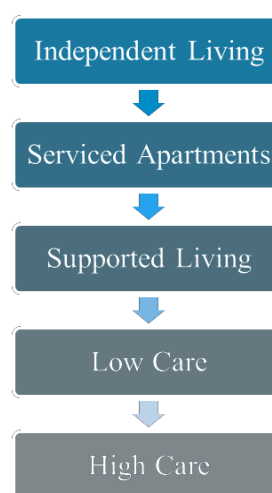 Independent Living
Serviced Apartments
Supported Living
Low Care
High Care